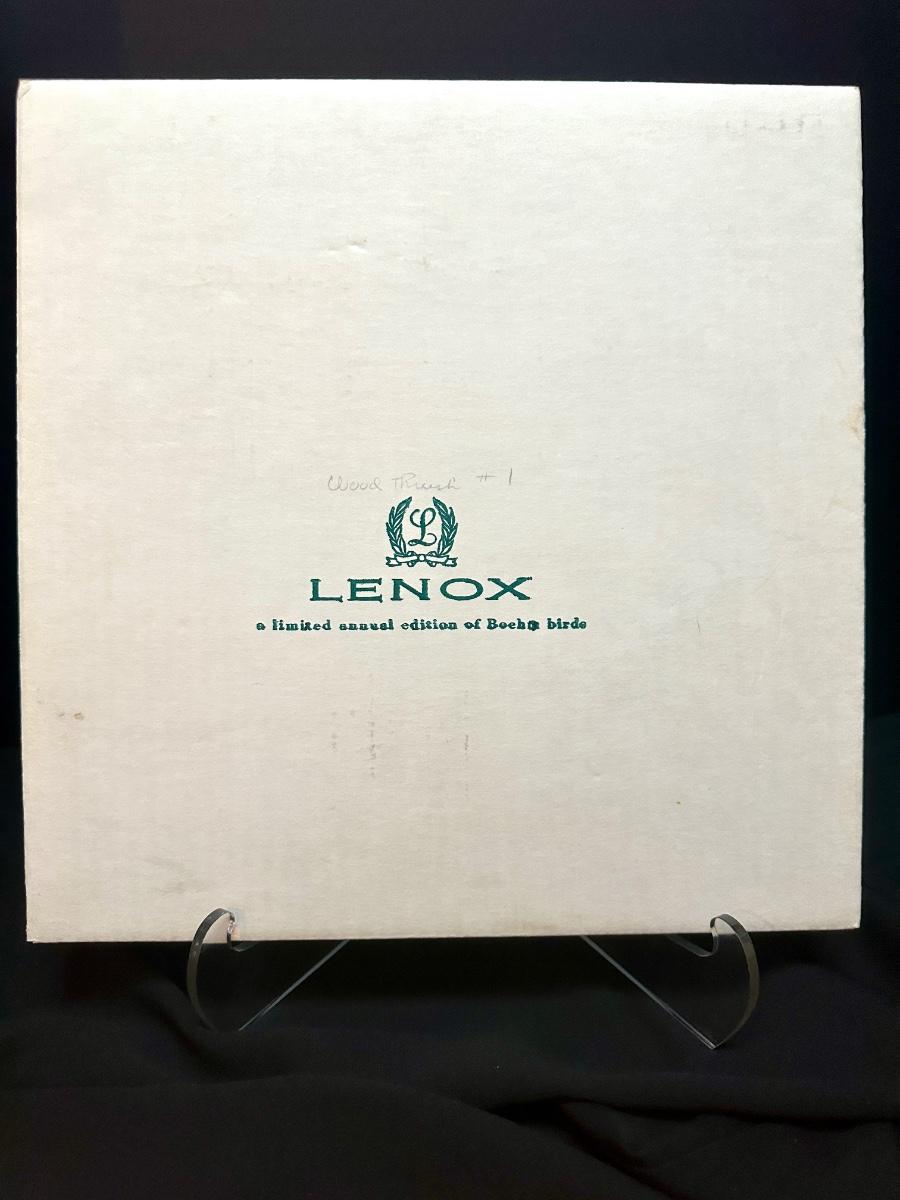 Wood Thrush # 1
L
LENOX
a limited annual edition of Boehm birds